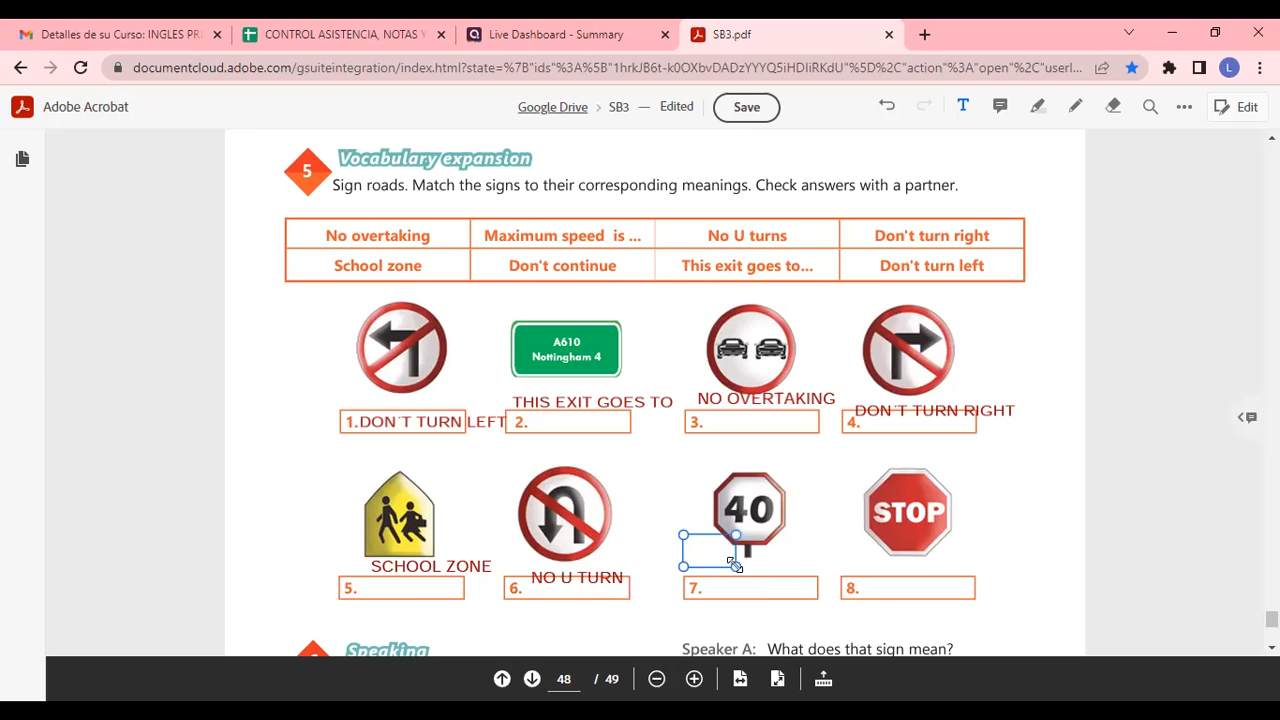 Detalles de su Curso: INGLES PRI
CONTROL ASISTENCIA, NOTAS Y
Live Dashboard - Summary
SB3.pdf
documentcloud.adobe.com/gsuiteintegration/index.html?state=%7B"ids"%3A%5B"1hrkJB6t-k0OXbvDADzYYYQ5iHDIiRKdU"%5D%2C"action"%3A"open"%2C"userI...
L
Adobe Acrobat
Google Drive > SB3 — Edited
Save
T
Edit
5 Vocabulary expansion
Sign roads. Match the signs to their corresponding meanings. Check answers with a partner.
No overtaking Maximum speed is ... No U turns Don't turn right
School zone Don't continue This exit goes to... Don't turn left
A610
Nottingham 4
THIS EXIT GOES TO NO OVERTAKING
DON´T TURN RIGHT
1.DON´T TURN LEFT 2. 3. 4.
40 STOP
SCHOOL ZONE
NO U TURN
5. 6. 7. 8.
Speaking Speaker A: What does that sign mean?
48 / 49